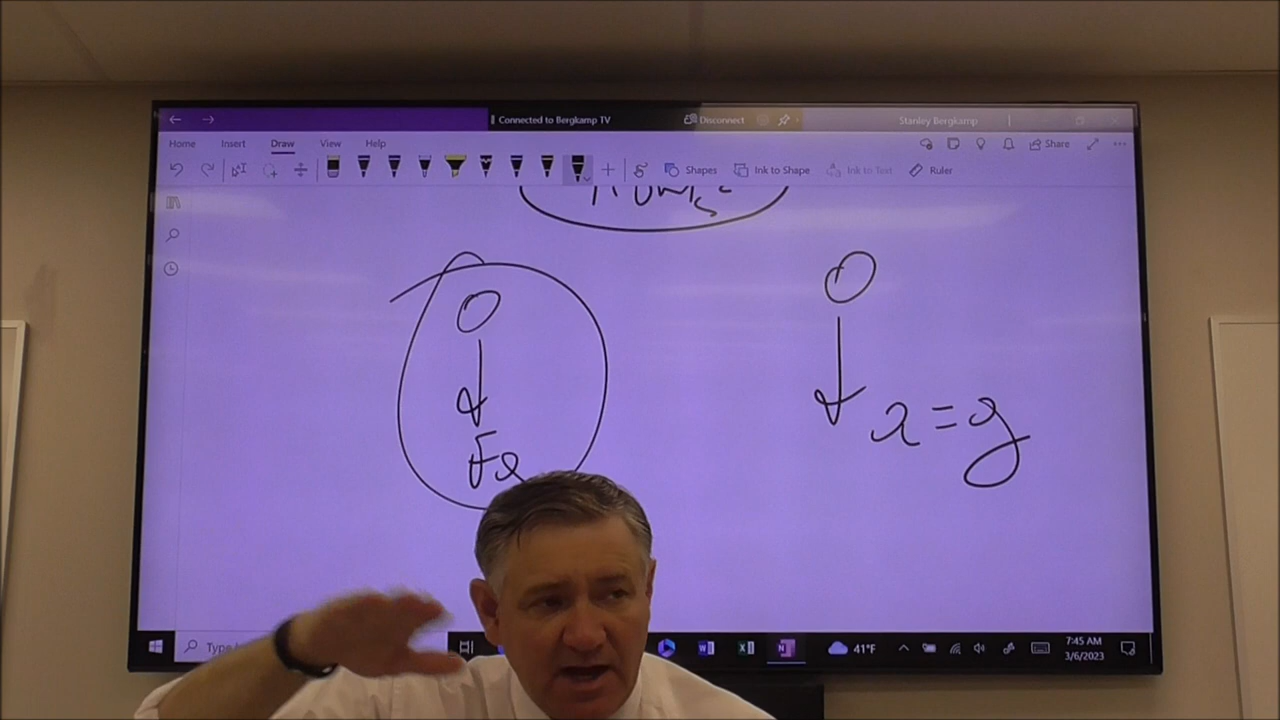 Connected to Bergkamp TV
Disconnect
Stanley Bergkamp
Home Insert Draw View Help
Share
Shapes Ink to Shape Ink to Text Ruler
a=g
Type
41°F
7:45 AM
3/6/2023